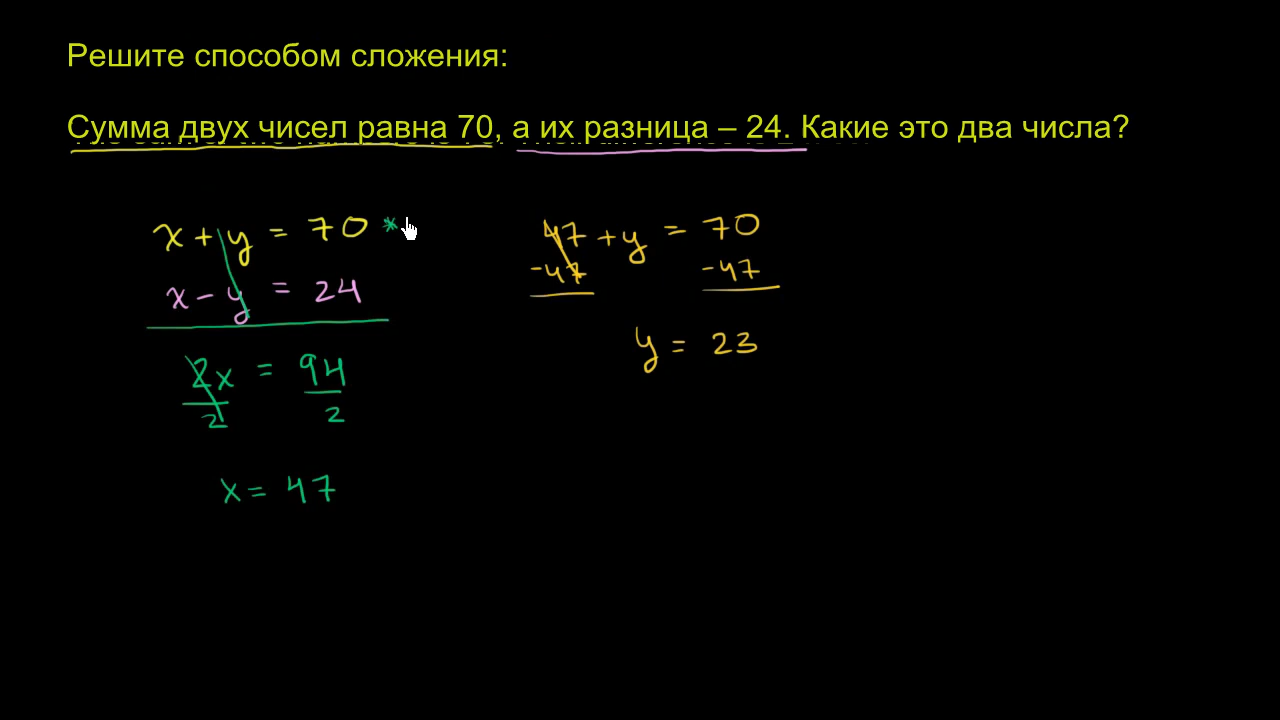 Решите способом сложения:
Сумма двух чисел равна 70, а их разница – 24. Какие это два числа?
x + y = 70 *
x - y = 24
2x = 94
2 2
x = 47
47 + y = 70
-47 -47
y = 23